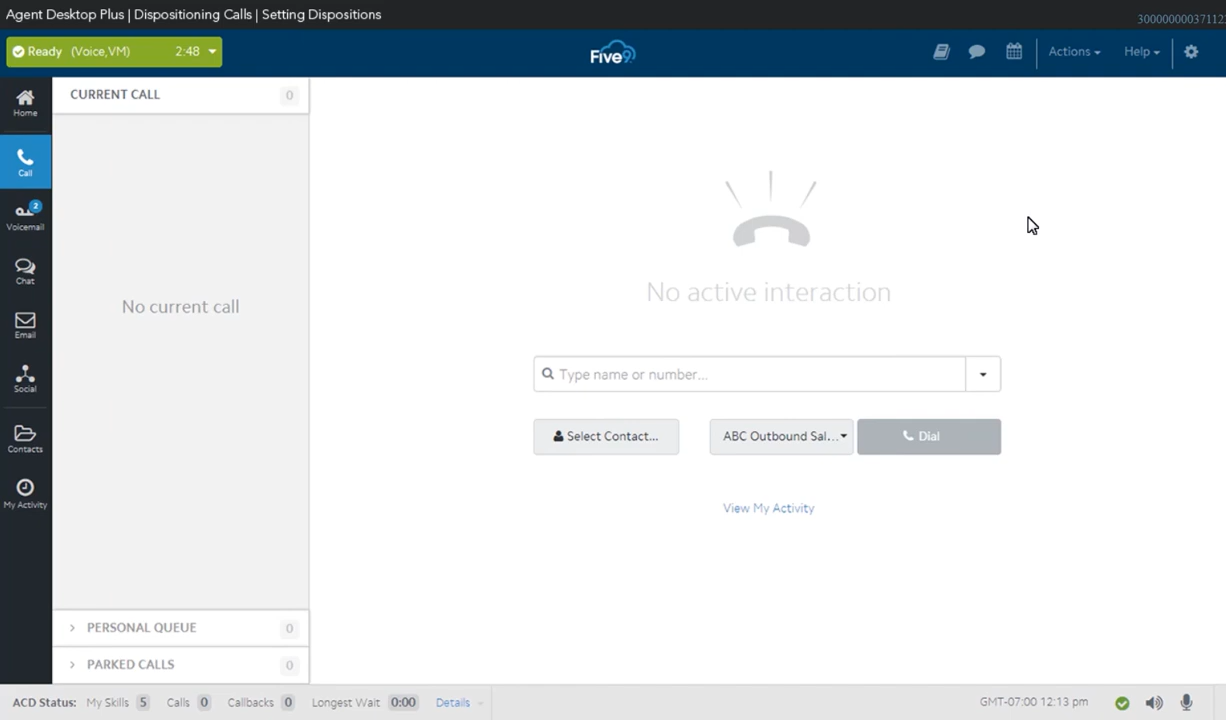 Agent Desktop Plus | Dispositioning Calls | Setting Dispositions
Ready (Voice,VM) 2:48
Five9
Actions
Help
Home
Call
2
Voicemail
Chat
Email
Social
Contacts
My Activity
CURRENT CALL 0
No current call
PERSONAL QUEUE 0
PARKED CALLS 0
No active interaction
Type name or number...
Select Contact...
ABC Outbound Sal...
Dial
View My Activity
ACD Status: My Skills 5 Calls 0 Callbacks 0 Longest Wait 0:00 Details
GMT-07:00 12:13 pm